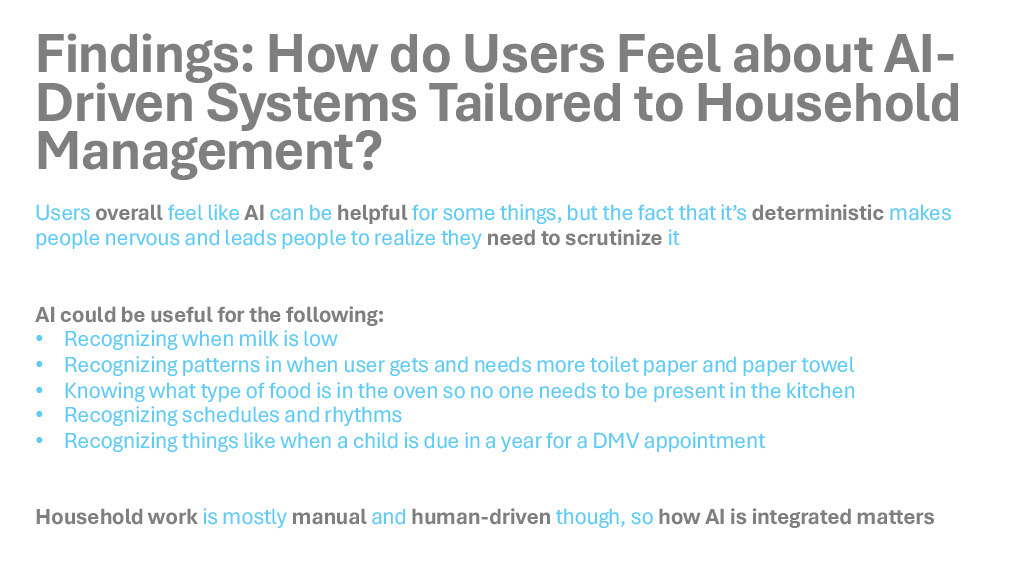 Findings: How do Users Feel about AI-
Driven Systems Tailored to Household
Management?
Users overall feel like AI can be helpful for some things, but the fact that it’s deterministic makes
people nervous and leads people to realize they need to scrutinize it
AI could be useful for the following:
• Recognizing when milk is low
• Recognizing patterns in when user gets and needs more toilet paper and paper towel
• Knowing what type of food is in the oven so no one needs to be present in the kitchen
• Recognizing schedules and rhythms
• Recognizing things like when a child is due in a year for a DMV appointment
Household work is mostly manual and human-driven though, so how AI is integrated matters